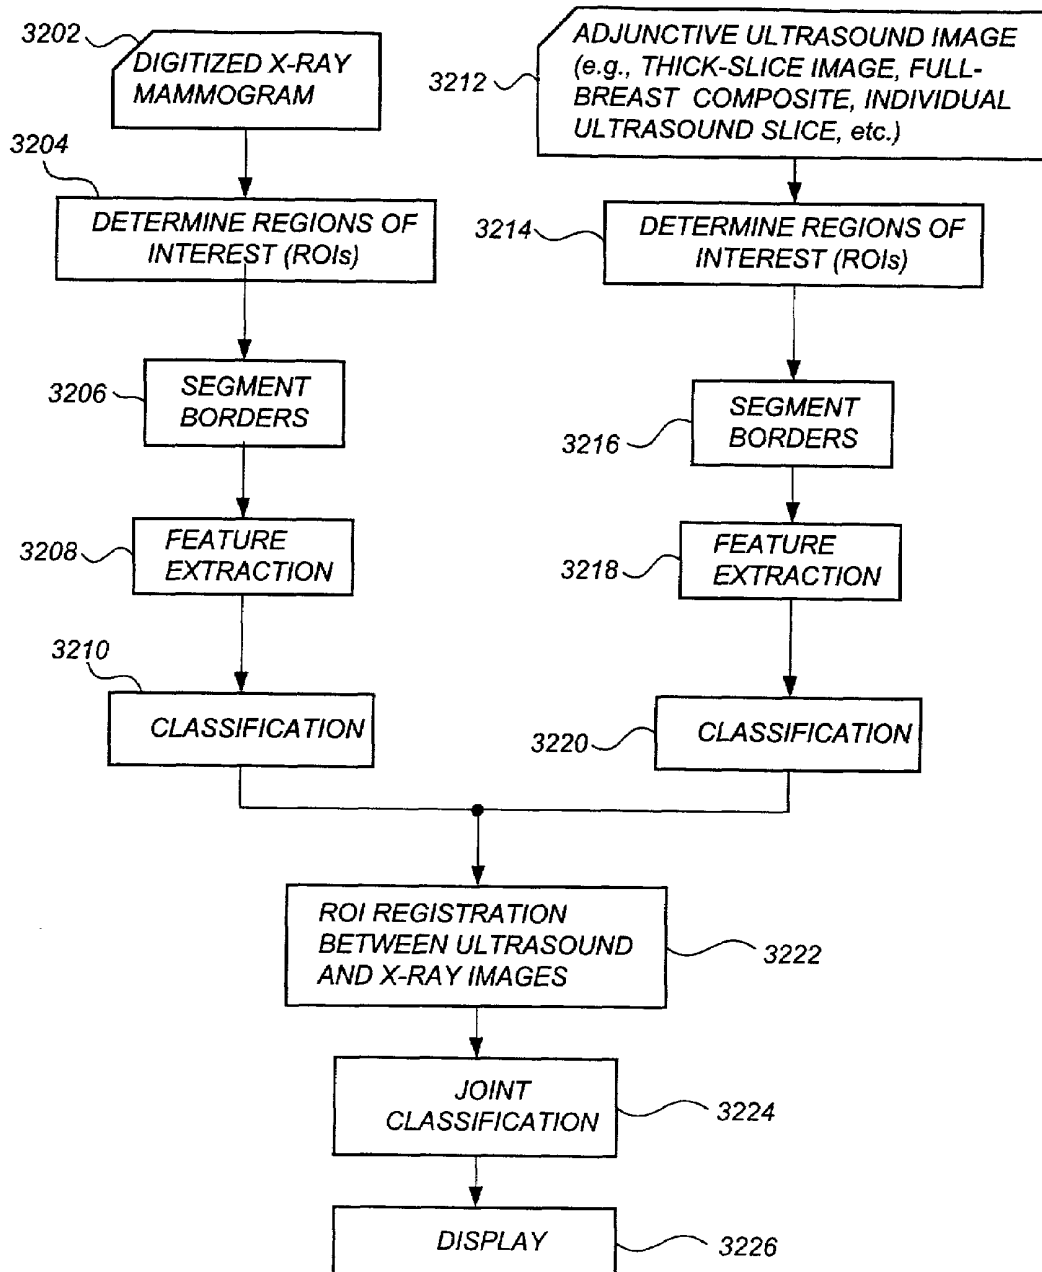 3202
DIGITIZED X-RAY
MAMMOGRAM
3204
DETERMINE REGIONS OF
INTEREST (ROIs)
3206
SEGMENT
BORDERS
3208
FEATURE
EXTRACTION
3210
CLASSIFICATION
3212
ADJUNCTIVE ULTRASOUND IMAGE
(e.g., THICK-SLICE IMAGE, FULL-
BREAST COMPOSITE, INDIVIDUAL
ULTRASOUND SLICE, etc.)
3214
DETERMINE REGIONS OF
INTEREST (ROIs)
3216
SEGMENT
BORDERS
3218
FEATURE
EXTRACTION
3220
CLASSIFICATION
ROI REGISTRATION
BETWEEN ULTRASOUND
AND X-RAY IMAGES
3222
JOINT
CLASSIFICATION
3224
DISPLAY
3226